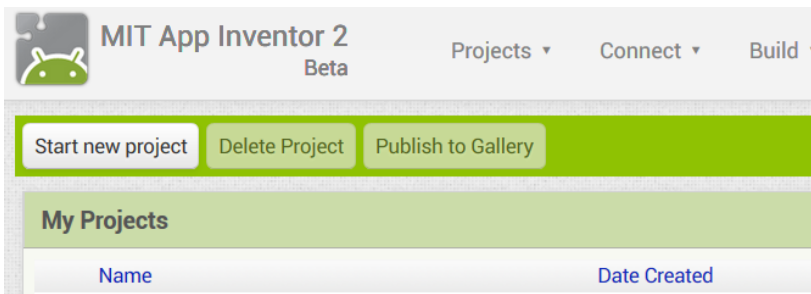 MIT App Inventor 2
Beta
Projects Connect Build
Start new project Delete Project Publish to Gallery
My Projects
Name Date Created